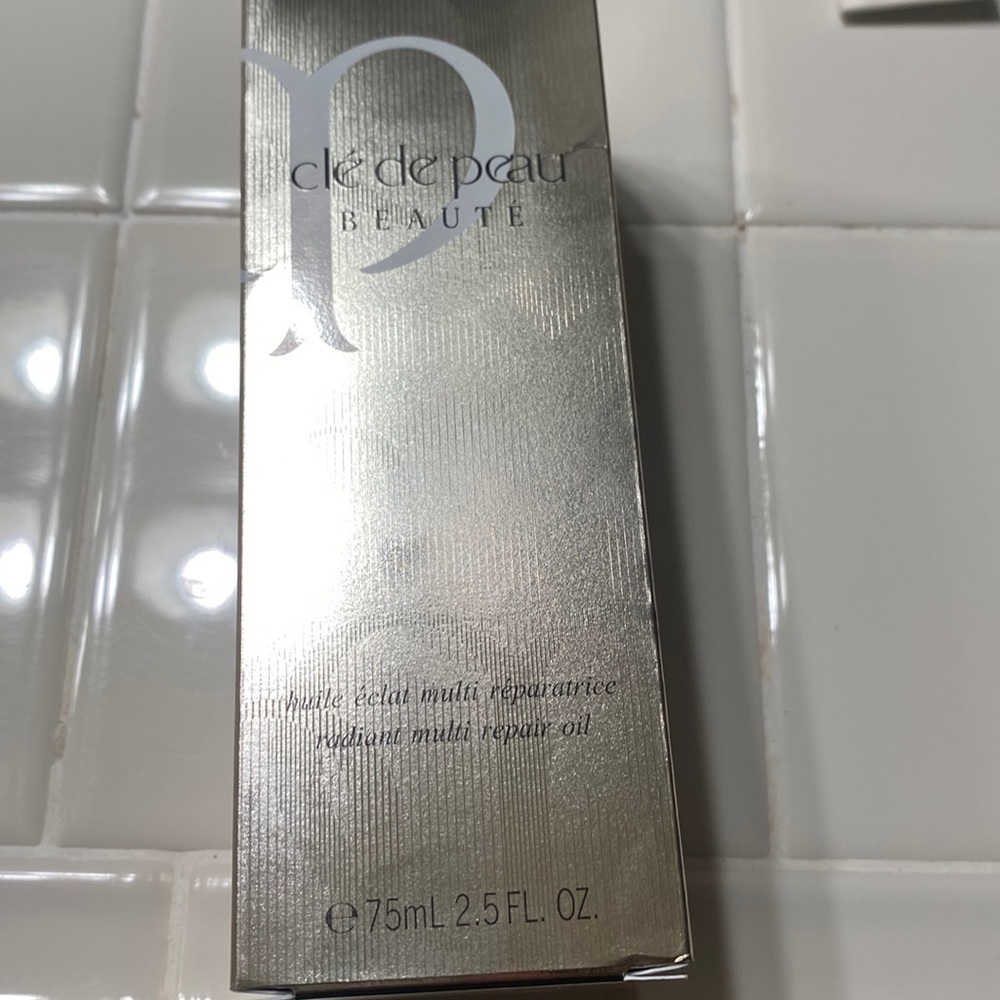 clé de peau
BEAUTÉ
huile éclat multi réparatrice
radiant multi repair oil
℮75mL 2.5 FL. OZ.